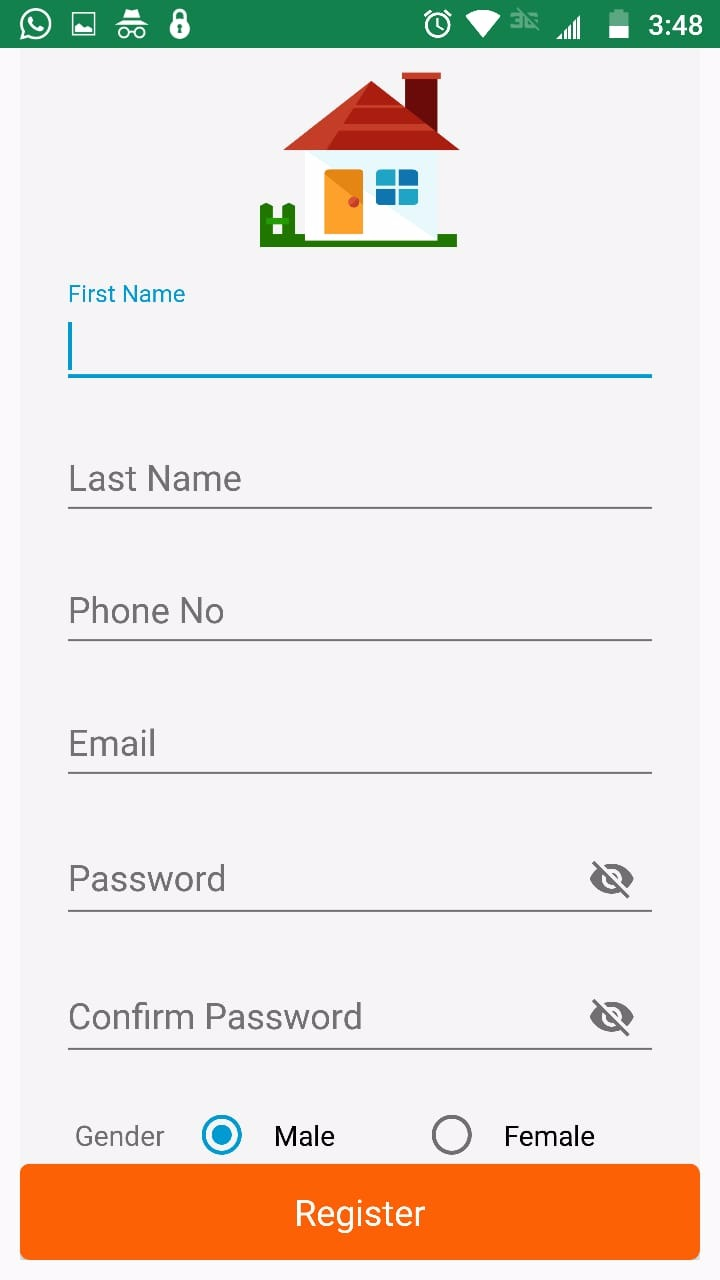 3:48
First Name
Last Name
Phone No
Email
Password
Confirm Password
Gender Male Female
Register